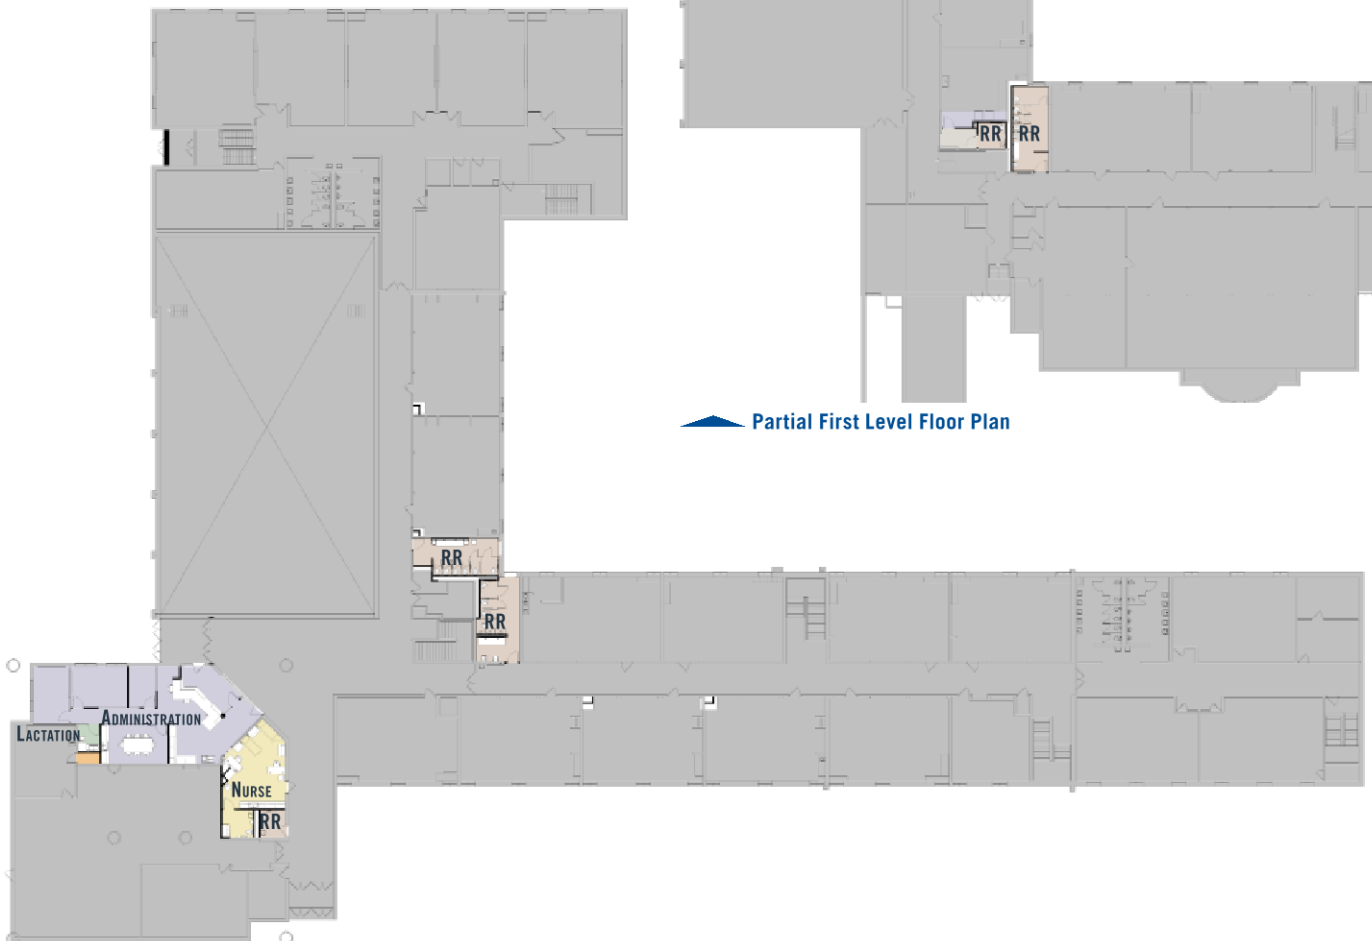 RR RR
Partial First Level Floor Plan
RR
RR
ADMINISTRATION
LACTATION
NURSE
RR